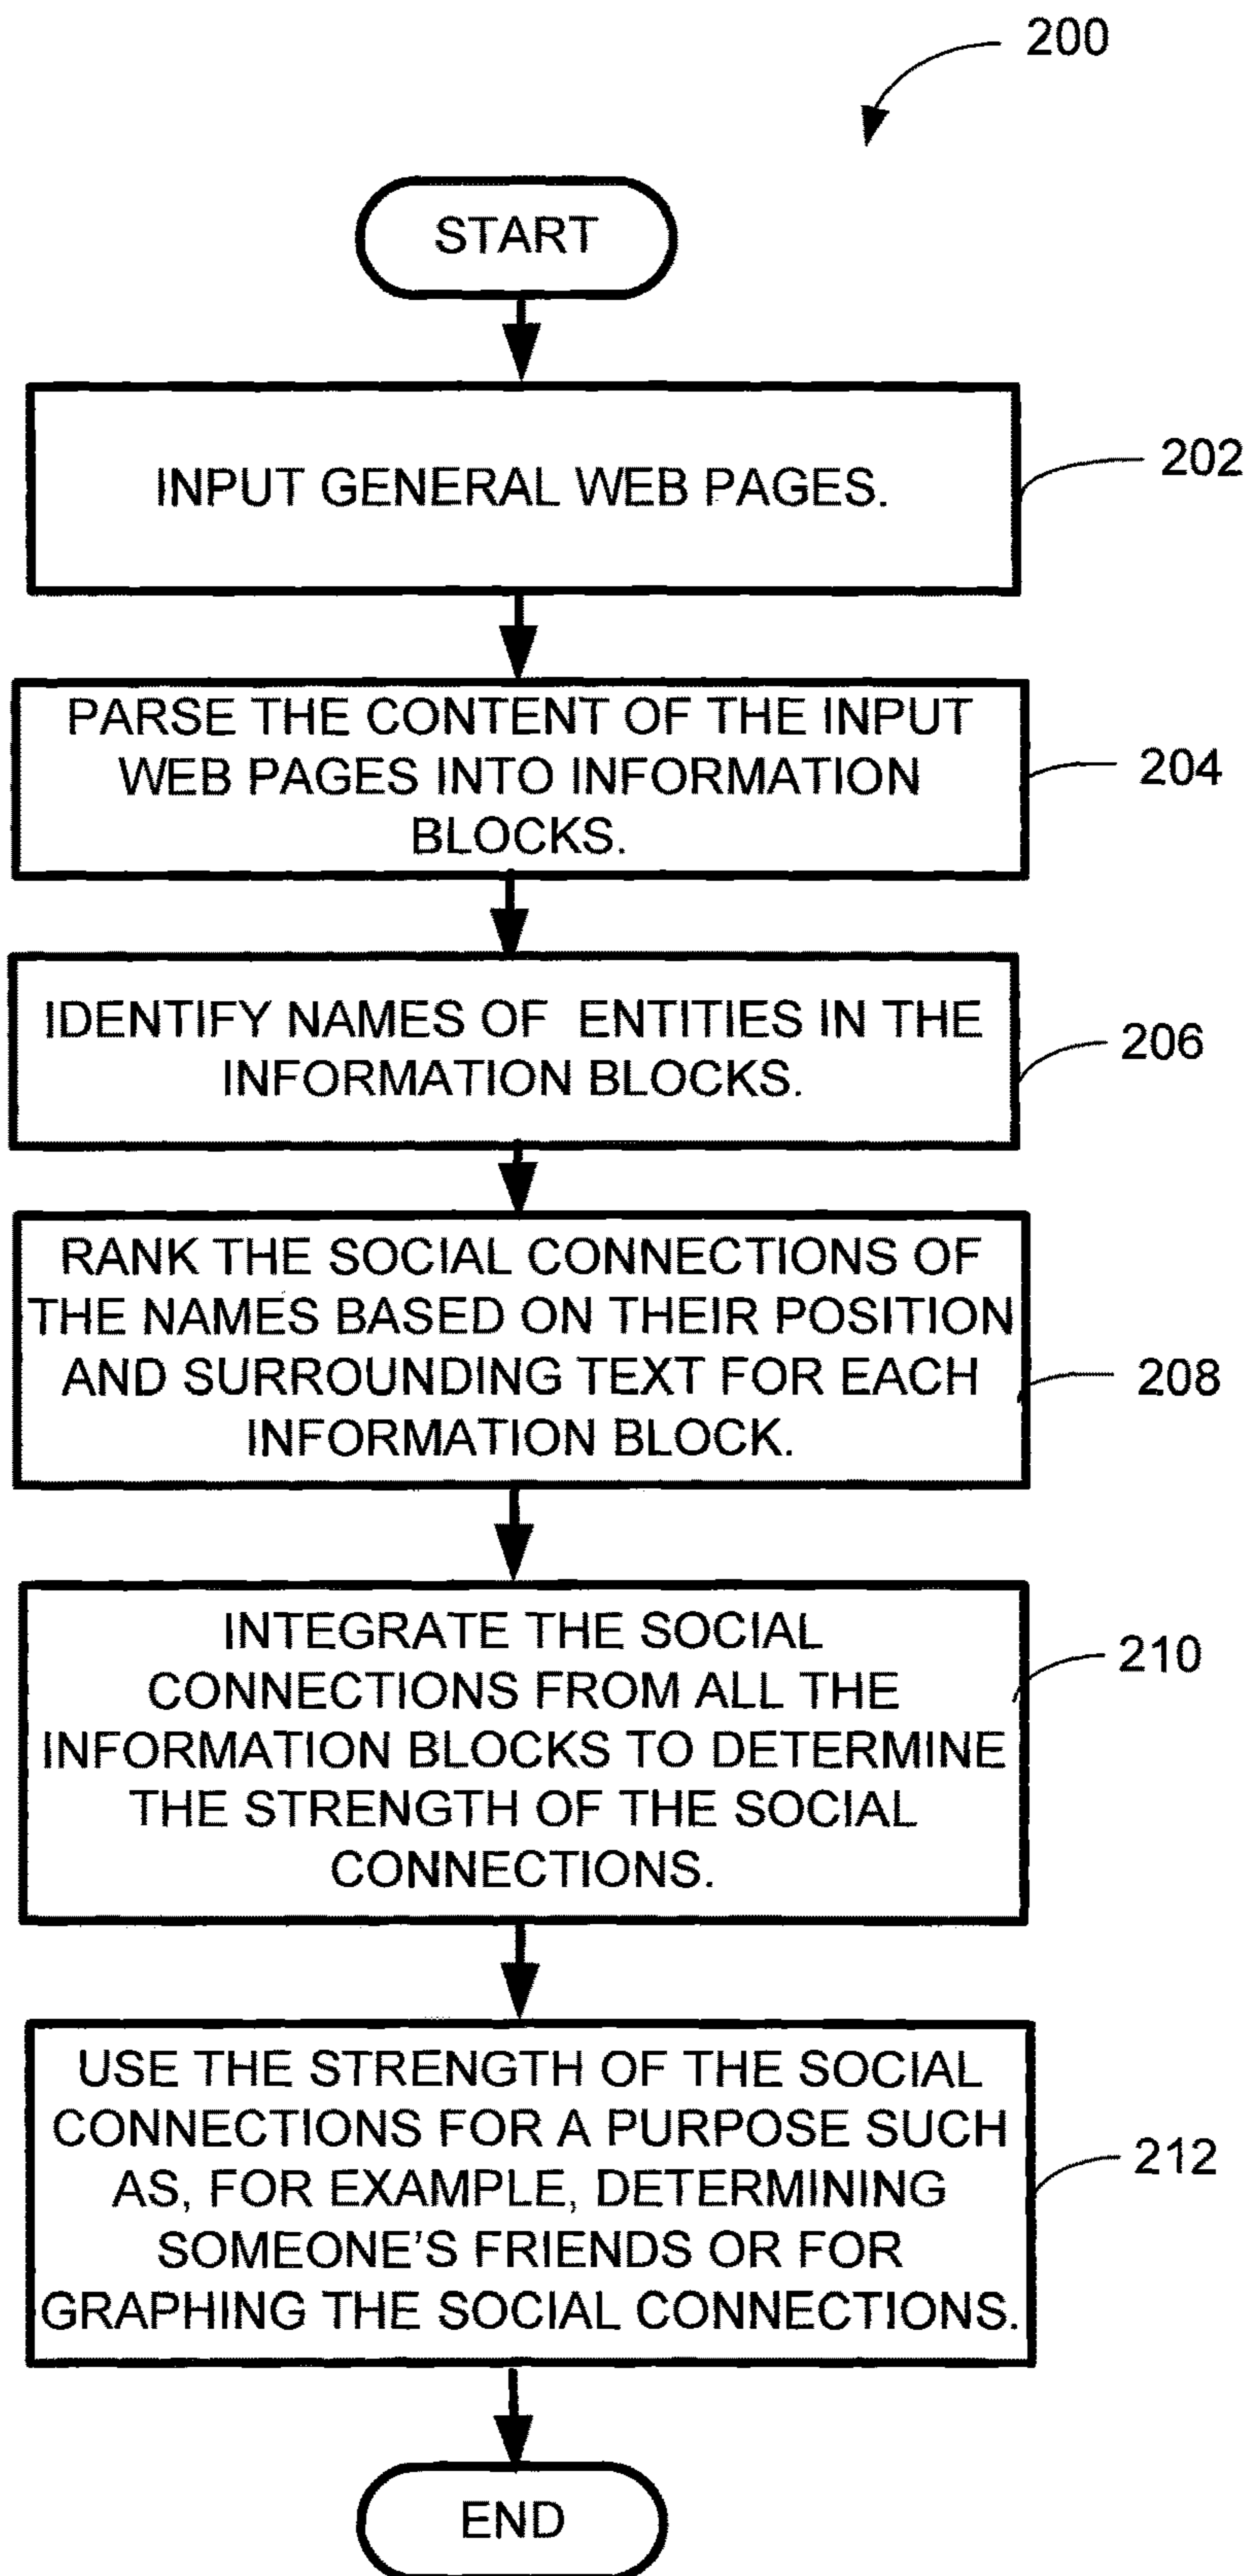 200
START
INPUT GENERAL WEB PAGES.
202
PARSE THE CONTENT OF THE INPUT
WEB PAGES INTO INFORMATION
BLOCKS.
204
IDENTIFY NAMES OF ENTITIES IN THE
INFORMATION BLOCKS.
206
RANK THE SOCIAL CONNECTIONS OF
THE NAMES BASED ON THEIR POSITION
AND SURROUNDING TEXT FOR EACH
INFORMATION BLOCK.
208
INTEGRATE THE SOCIAL
CONNECTIONS FROM ALL THE
INFORMATION BLOCKS TO DETERMINE
THE STRENGTH OF THE SOCIAL
CONNECTIONS.
210
USE THE STRENGTH OF THE SOCIAL
CONNECTIONS FOR A PURPOSE SUCH
AS, FOR EXAMPLE, DETERMINING
SOMEONE'S FRIENDS OR FOR
GRAPHING THE SOCIAL CONNECTIONS.
212
END